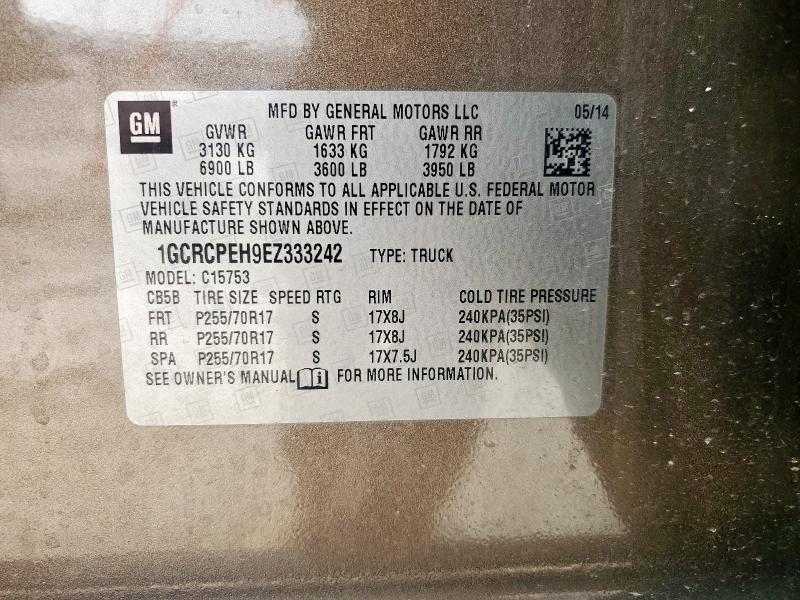 GM ® MFD BY GENERAL MOTORS LLC 05/14
GVWR GAWR FRT GAWR RR
3130 KG 1633 KG 1792 KG
6900 LB 3600 LB 3950 LB
THIS VEHICLE CONFORMS TO ALL APPLICABLE U.S. FEDERAL MOTOR
VEHICLE SAFETY STANDARDS IN EFFECT ON THE DATE OF
MANUFACTURE SHOWN ABOVE.
1GCRCPEH9EZ333242 TYPE: TRUCK
MODEL: C15753
CB5B TIRE SIZE SPEED RTG RIM COLD TIRE PRESSURE
FRT P255/70R17 S 17X8J 240KPA(35PSI)
RR P255/70R17 S 17X8J 240KPA(35PSI)
SPA P255/70R17 S 17X7.5J 240KPA(35PSI)
SEE OWNER'S MANUAL FOR MORE INFORMATION.